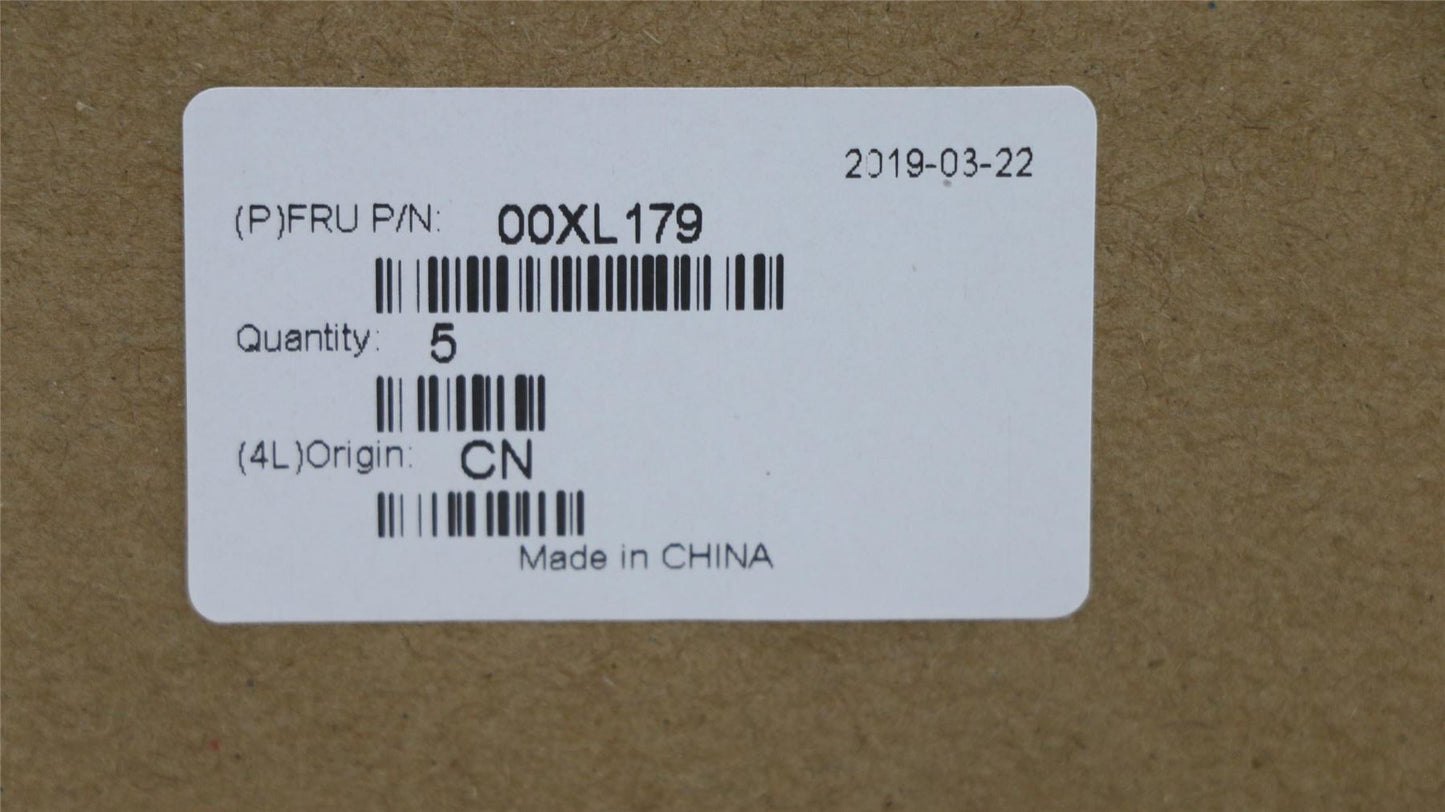 2019-03-22
(P)FRU P/N: 00XL179
Quantity: 5
(4L)Origin: CN
Made in CHINA